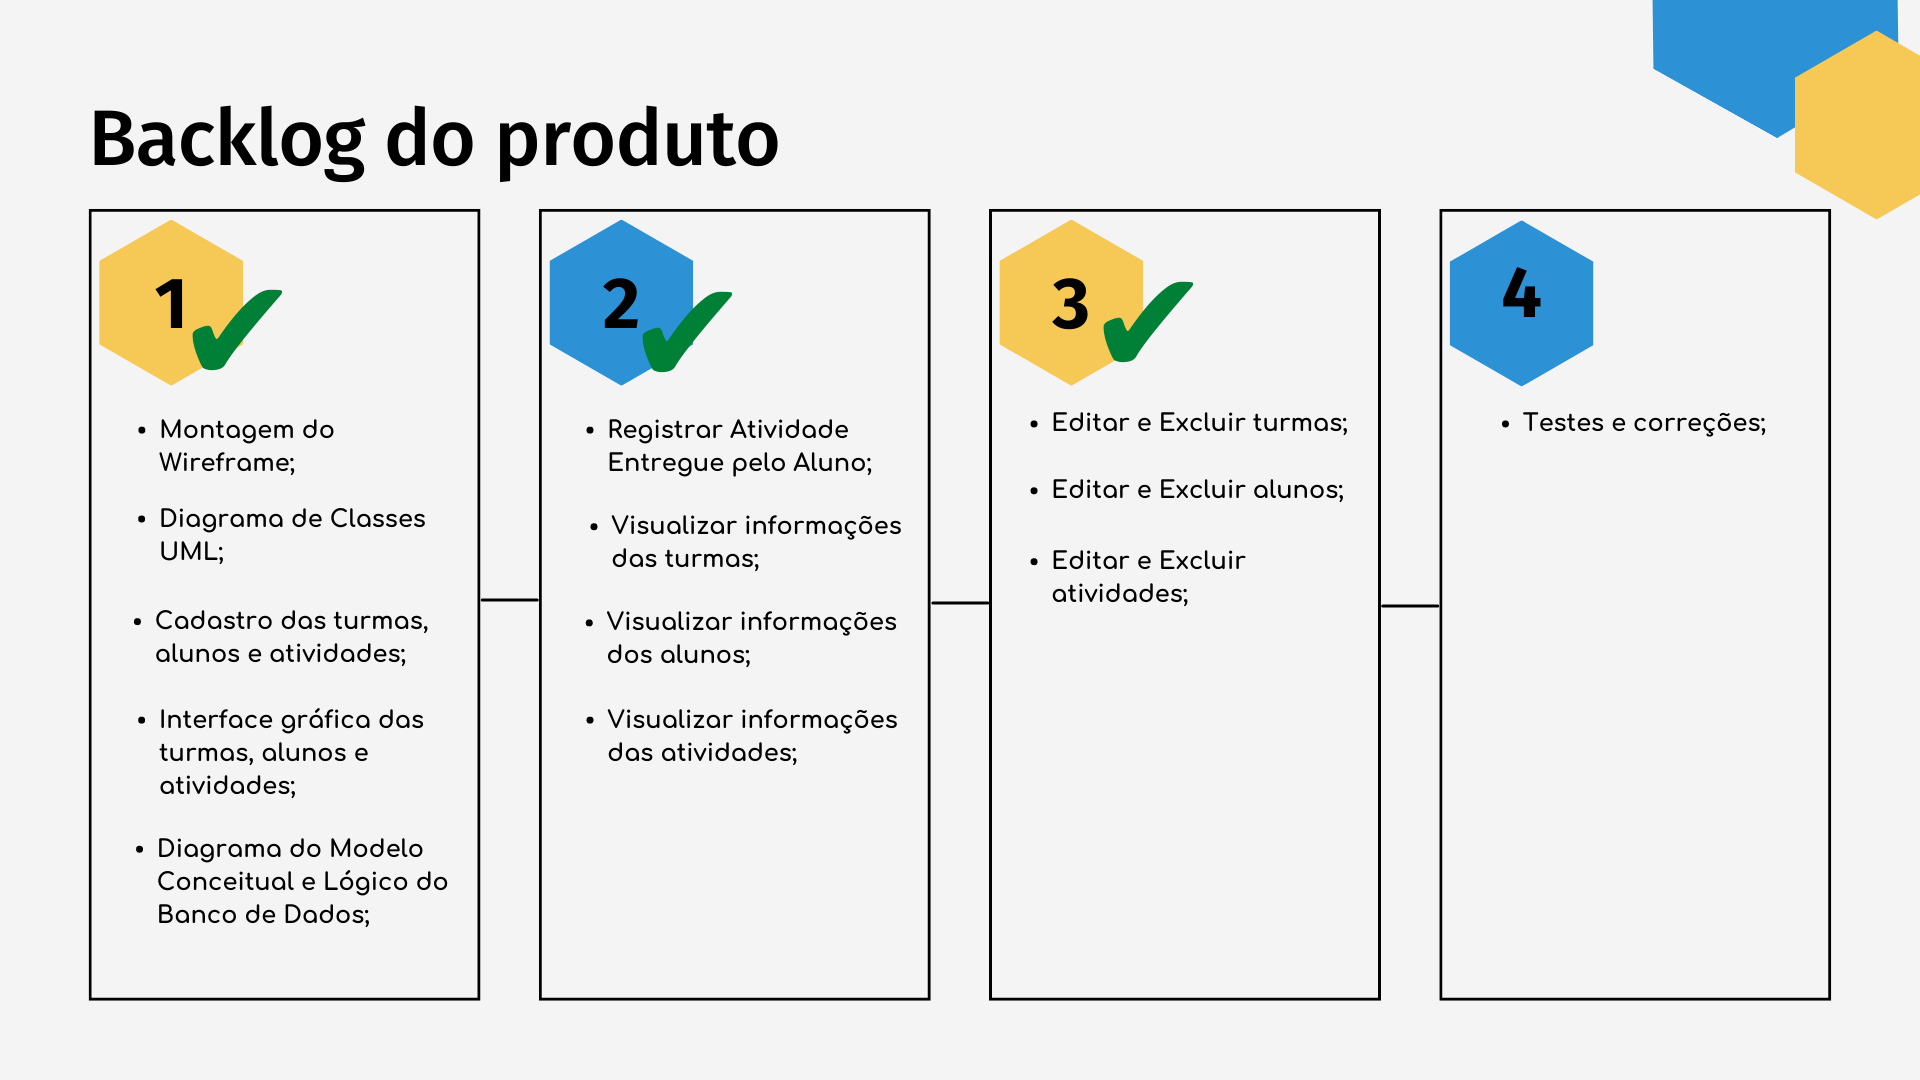 Backlog do produto
1
• Montagem do
Wireframe;
• Diagrama de Classes
UML;
• Cadastro das turmas,
alunos e atividades;
• Interface gráfica das
turmas, alunos e
atividades;
• Diagrama do Modelo
Conceitual e Lógico do
Banco de Dados;
2
• Registrar Atividade
Entregue pelo Aluno;
• Visualizar informações
das turmas;
• Visualizar informações
dos alunos;
• Visualizar informações
das atividades;
3
• Editar e Excluir turmas;
• Editar e Excluir alunos;
• Editar e Excluir
atividades;
4
• Testes e correções;